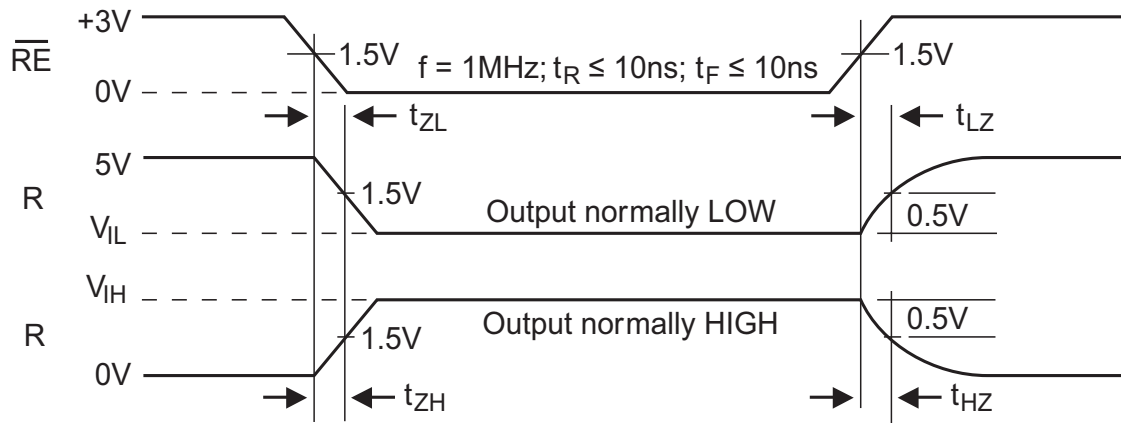 +3V
RE
1.5V
f = 1MHz; tR ≤ 10ns; tF ≤ 10ns
1.5V
0V
tZL
tLZ
5V
R
1.5V
Output normally LOW
0.5V
VIL
VIH
R
1.5V
Output normally HIGH
0.5V
0V
tZH
tHZ